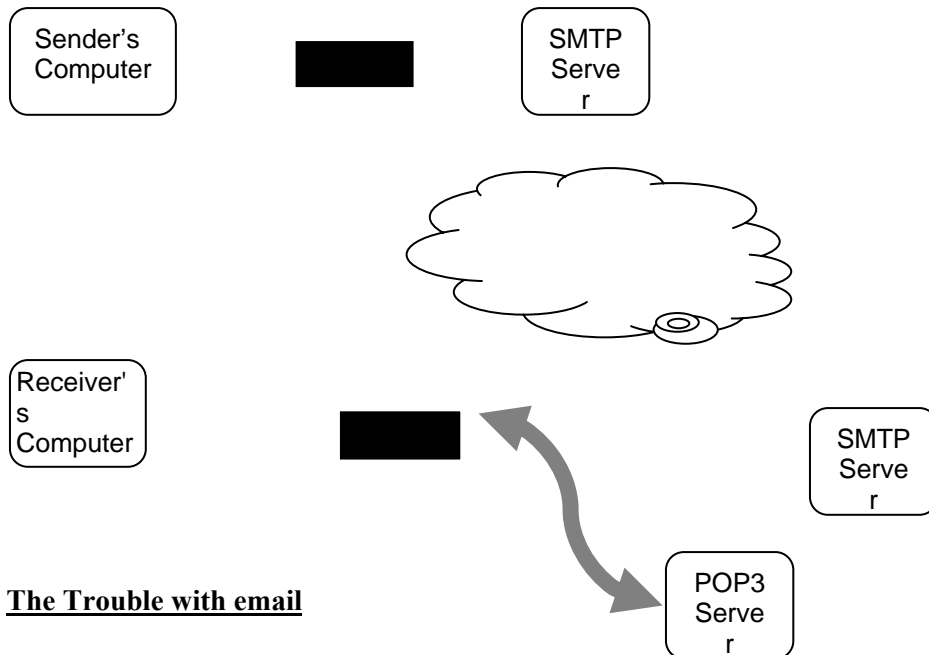 Sender's
Computer
SMTP
Serve
r
Receiver'
s
Computer
SMTP
Serve
r
POP3
Serve
r
The Trouble with email